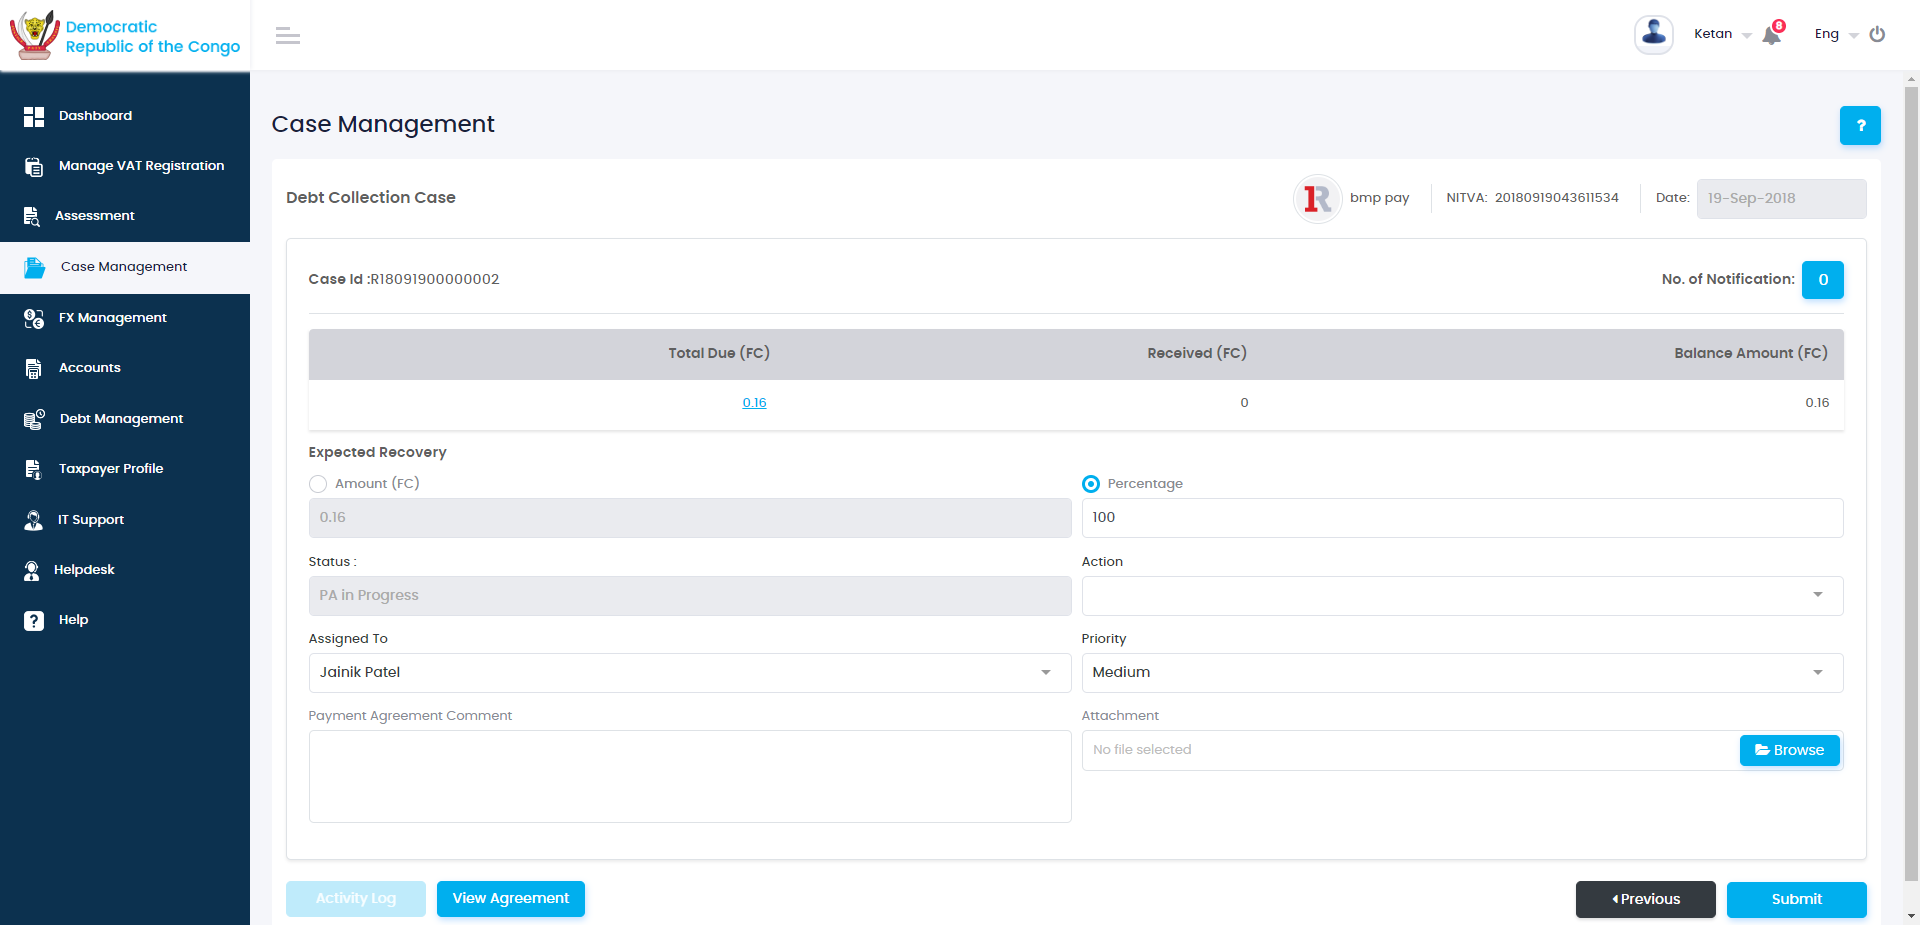 Democratic
Republic of the Congo
Ketan
8
Eng
Dashboard
Manage VAT Registration
Assessment
Case Management
FX Management
Accounts
Debt Management
Taxpayer Profile
IT Support
Helpdesk
Help
Case Management
?
Debt Collection Case
1R
bmp pay
NITVA: 20180919043611534
Date: 19-Sep-2018
Case Id :R18091900000002
No. of Notification: 0
Total Due (FC) Received (FC) Balance Amount (FC)
0.16 0 0.16
Expected Recovery
Amount (FC) Percentage
0.16 100
Status : Action
PA in Progress
Assigned To Priority
Jainik Patel Medium
Payment Agreement Comment Attachment
No file selected Browse
Activity Log View Agreement Previous Submit